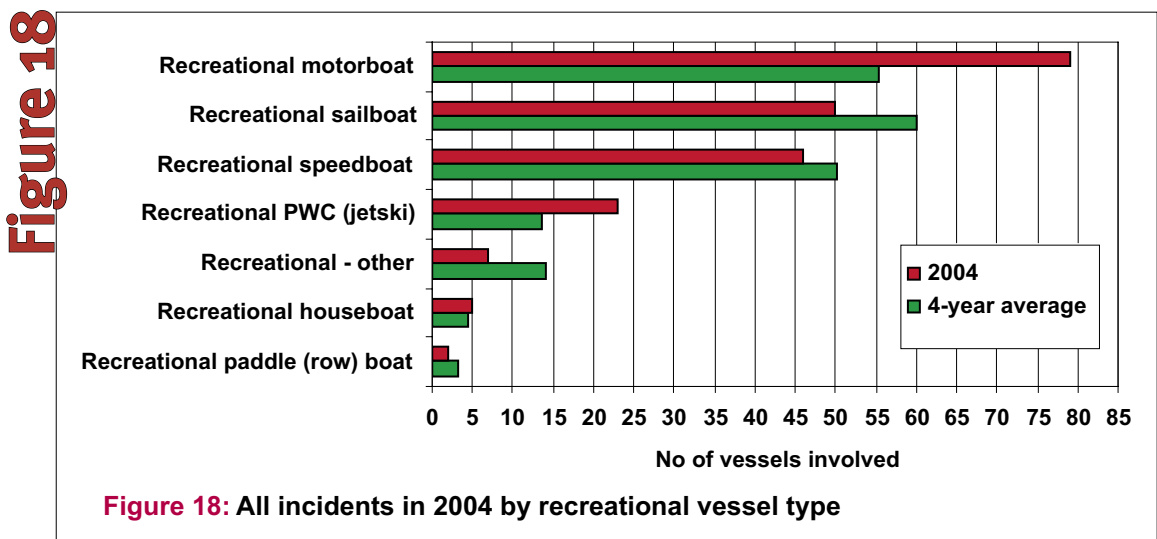 Figure 18
Recreational motorboat
Recreational sailboat
Recreational speedboat
Recreational PWC (jetski)
Recreational - other
Recreational houseboat
Recreational paddle (row) boat
2004
4-year average
0 5 10 15 20 25 30 35 40 45 50 55 60 65 70 75 80 85
No of vessels involved
Figure 18: All incidents in 2004 by recreational vessel type